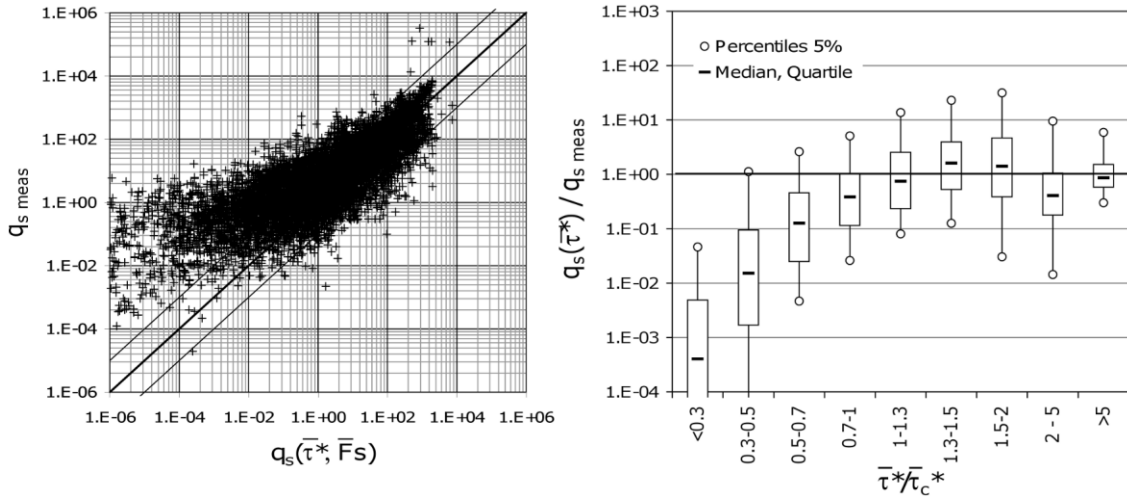 1.E+06
1.E+04
1.E+02
1.E+00
1.E-02
1.E-04
1.E-06
q_s meas
1.E-06 1.E-04 1.E-02 1.E+00 1.E+02 1.E+04 1.E+06
q_s(τ̄*, F̄s)
1.E+03
1.E+02
1.E+01
1.E+00
1.E-01
1.E-02
1.E-03
1.E-04
q_s(τ̄*) / q_s meas
Percentiles 5%
Median, Quartile
<0.3 0.3-0.5 0.5-0.7 0.7-1 1-1.3 1.3-1.5 1.5-2 2 - 5 >5
τ̄*/τ̄_c*